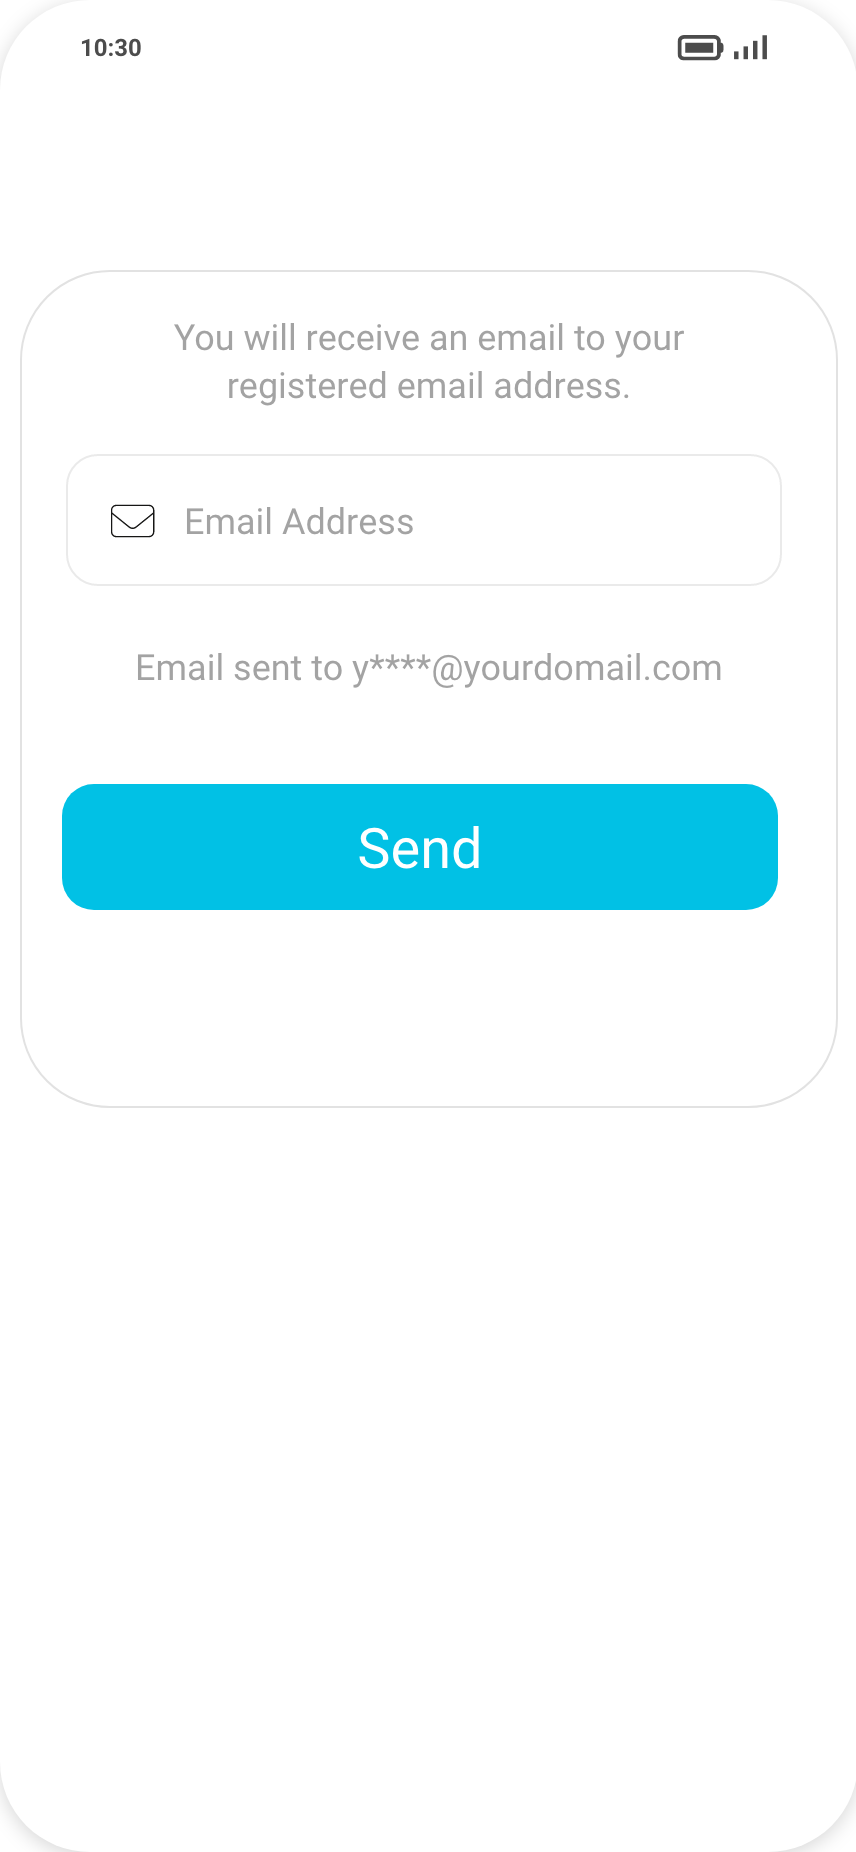 10:30
You will receive an email to your
registered email address.
Email Address
Email sent to y****@yourdomail.com
Send